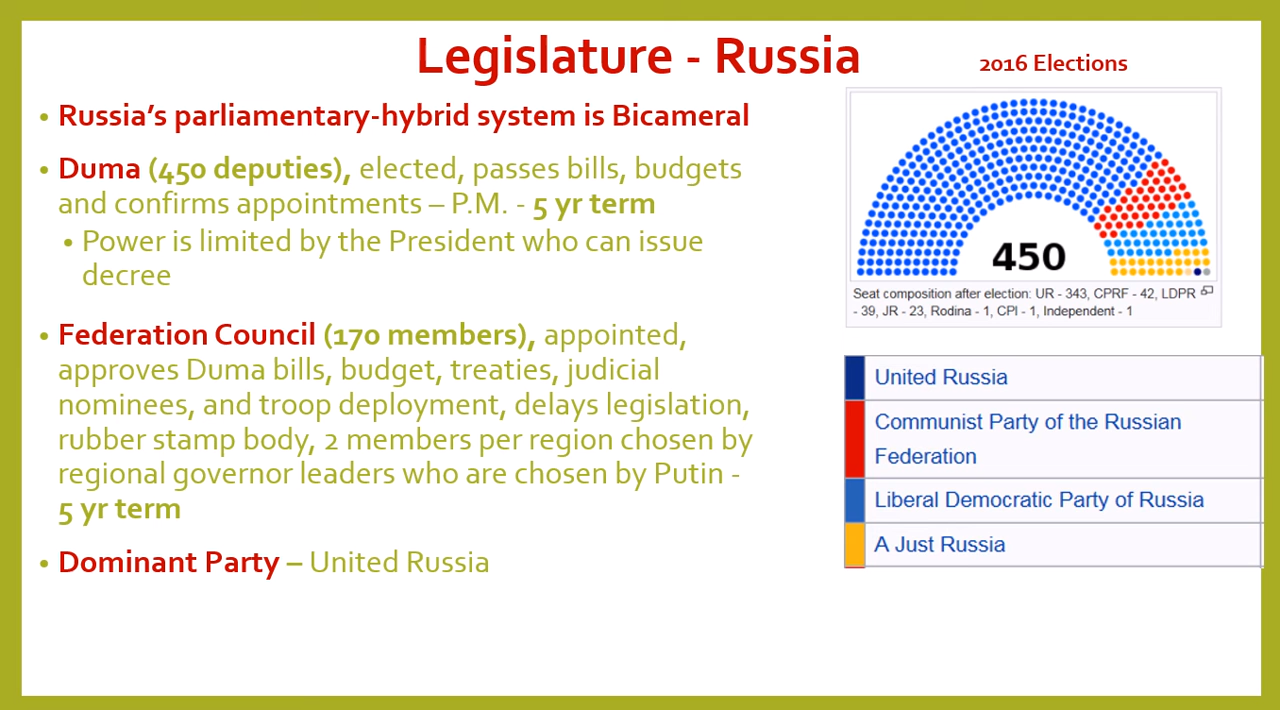 Legislature - Russia
2016 Elections
• Russia's parliamentary-hybrid system is Bicameral
• Duma (450 deputies), elected, passes bills, budgets
and confirms appointments – P.M. - 5 yr term
• Power is limited by the President who can issue
decree
• Federation Council (170 members), appointed,
approves Duma bills, budget, treaties, judicial
nominees, and troop deployment, delays legislation,
rubber stamp body, 2 members per region chosen by
regional governor leaders who are chosen by Putin -
5 yr term
• Dominant Party – United Russia
450
Seat composition after election: UR - 343, CPRF - 42, LDPR
- 39, JR - 23, Rodina - 1, CPI - 1, Independent - 1
United Russia
Communist Party of the Russian
Federation
Liberal Democratic Party of Russia
A Just Russia